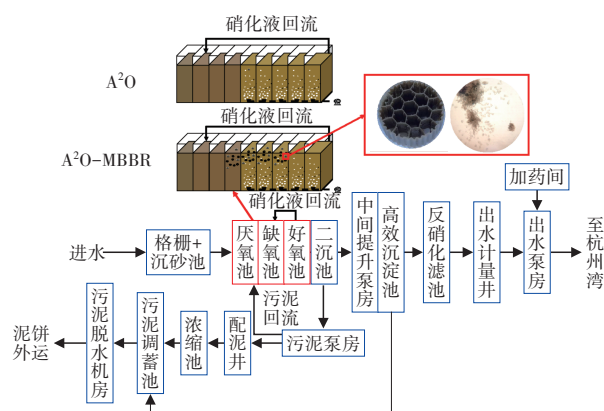 硝化液回流
A²O
硝化液回流
A²O-MBBR
硝化液回流
加药间
进水
格栅+
沉砂池
厌氧池
缺氧池
好氧池
二沉池
中间提升泵房
高效沉淀池
反硝化滤池
出水计量井
出水泵房
至杭州湾
污泥
回流
泥饼
外运
污泥脱水机房
污泥调蓄池
浓缩池
配泥井
污泥泵房